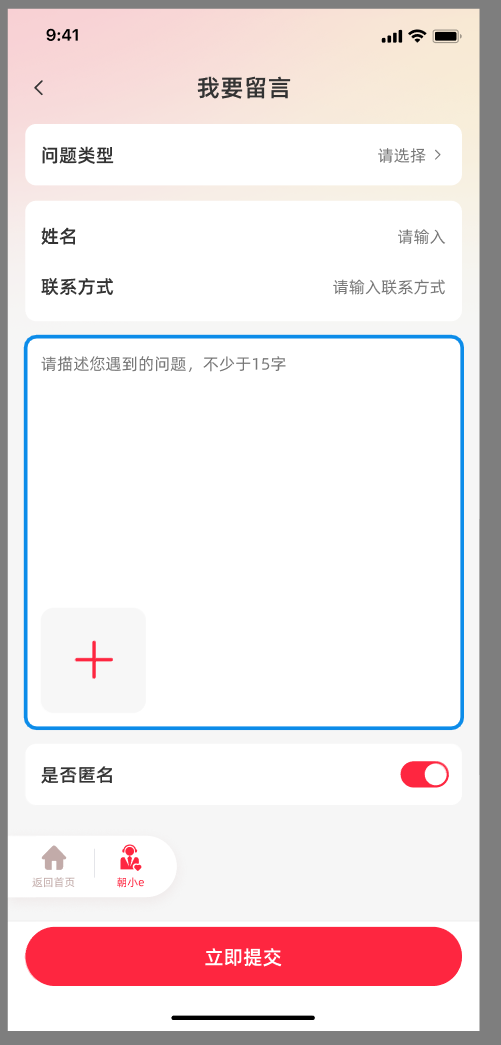 9:41
我要留言
问题类型 请选择
姓名 请输入
联系方式 请输入联系方式
请描述您遇到的问题，不少于15字
是否匿名
返回首页 朝小e
立即提交